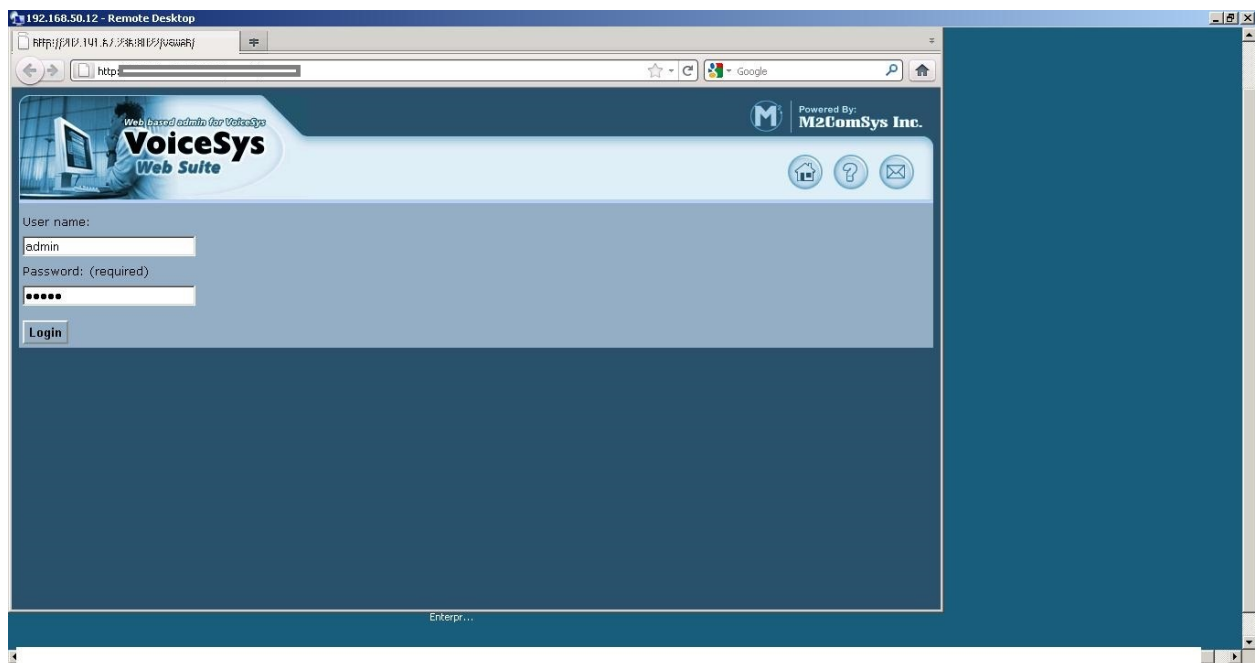 192.168.50.12 - Remote Desktop
http:
Google
Web based admin for VoiceSys
VoiceSys
Web Suite
M
Powered By:
M2ComSys Inc.
?
User name:
admin
Password: (required)
Login
Enterpr...